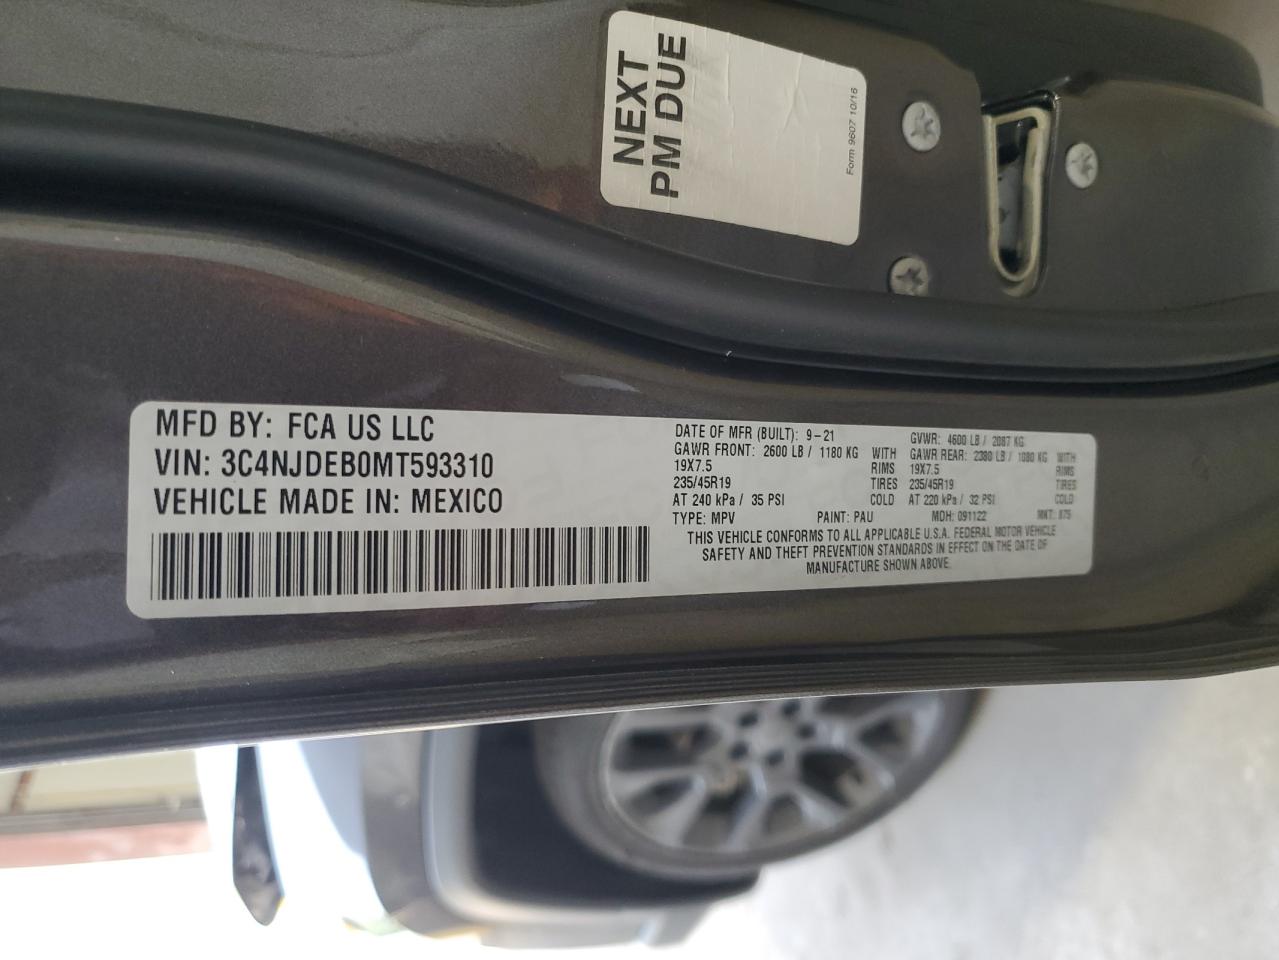 NEXT
PM DUE
Form 9607 10/16
MFD BY: FCA US LLC
VIN: 3C4NJDEB0MT593310
VEHICLE MADE IN: MEXICO
DATE OF MFR (BUILT): 9-21
GVWR: 4600 LB / 2087 KG
GAWR FRONT: 2600 LB / 1180 KG WITH
GAWR REAR: 2380 LB / 1080 KG WITH
19X7.5 RIMS 19X7.5 RIMS
235/45R19 TIRES 235/45R19 TIRES
AT 240 kPa / 35 PSI COLD AT 220 kPa / 32 PSI COLD
TYPE: MPV PAINT: PAU MDH: 091122 MKT: 875
THIS VEHICLE CONFORMS TO ALL APPLICABLE U.S.A. FEDERAL MOTOR VEHICLE
SAFETY AND THEFT PREVENTION STANDARDS IN EFFECT ON THE DATE OF
MANUFACTURE SHOWN ABOVE.